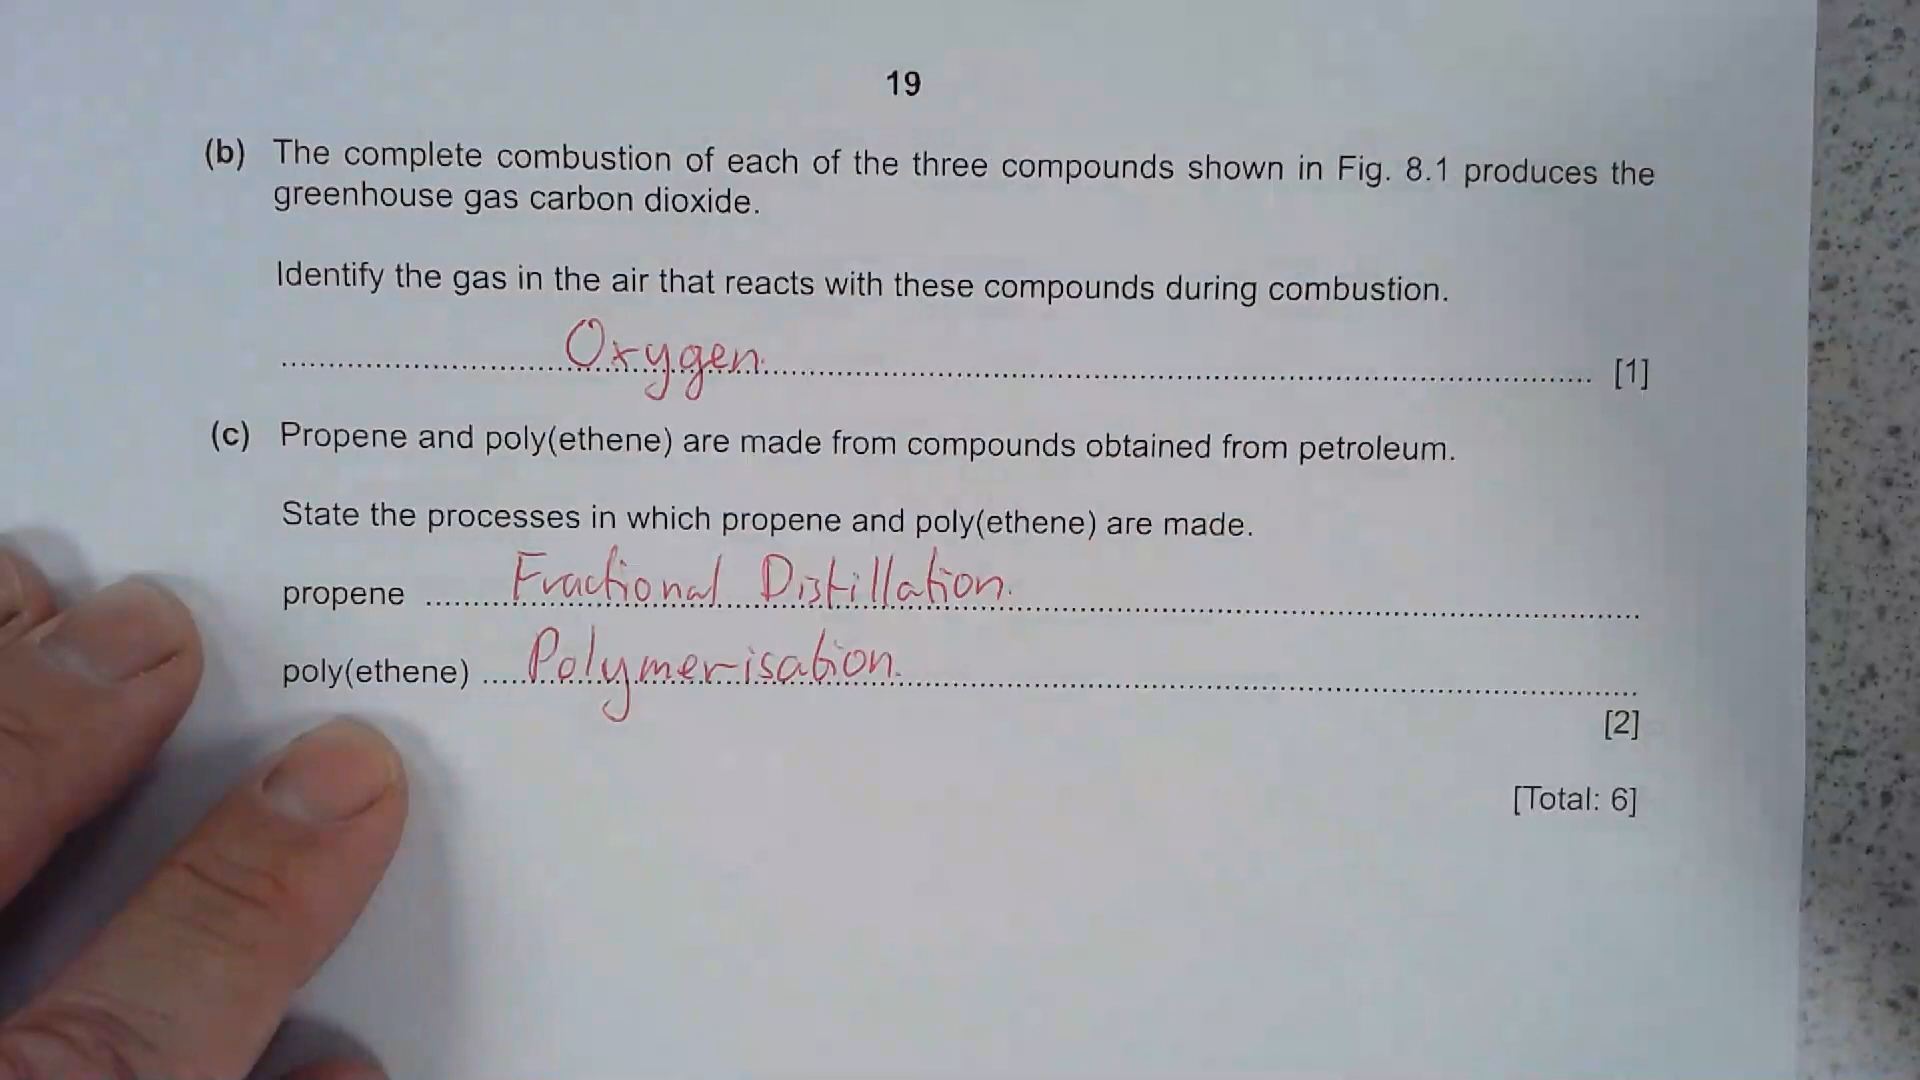 19
(b) The complete combustion of each of the three compounds shown in Fig. 8.1 produces the
greenhouse gas carbon dioxide.
Identify the gas in the air that reacts with these compounds during combustion.
Oxygen. [1]
(c) Propene and poly(ethene) are made from compounds obtained from petroleum.
State the processes in which propene and poly(ethene) are made.
propene Fractional Distillation.
poly(ethene) Polymerisation.
[2]
[Total: 6]